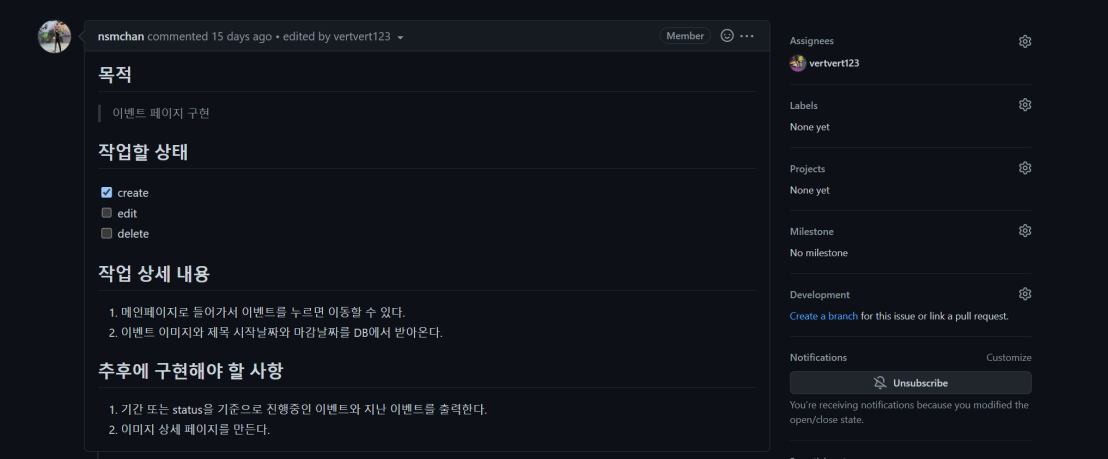 nsmchan commented 15 days ago • edited by vertvert123
Member
목적
이벤트 페이지 구현
작업할 상태
create
edit
delete
작업 상세 내용
1. 메인페이지로 들어가서 이벤트를 누르면 이동할 수 있다.
2. 이벤트 이미지와 제목 시작날짜와 마감날짜를 DB에서 받아온다.
추후에 구현해야 할 사항
1. 기간 또는 status을 기준으로 진행중인 이벤트와 지난 이벤트를 출력한다.
2. 이미지 상세 페이지를 만든다.
Assignees
vertvert123
Labels
None yet
Projects
None yet
Milestone
No milestone
Development
Create a branch for this issue or link a pull request.
Notifications
Customize
Unsubscribe
You're receiving notifications because you modified the
open/close state.